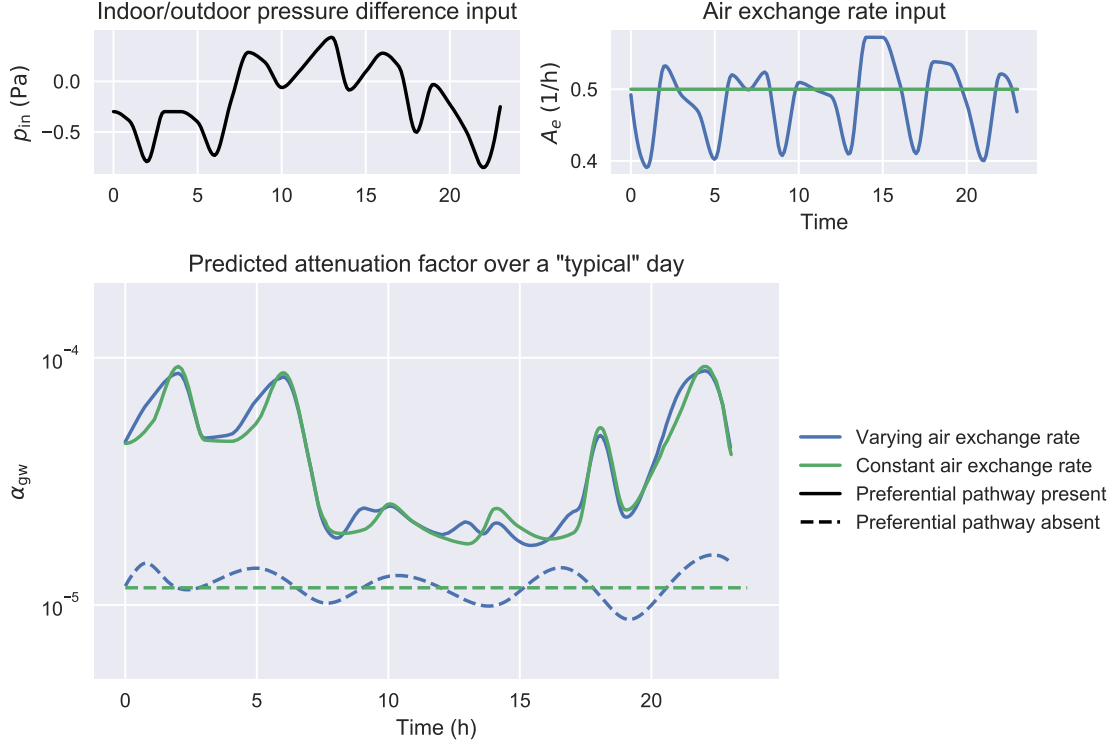 Indoor/outdoor pressure difference input
p_in (Pa)
0.0
−0.5
0
5
10
15
20
Air exchange rate input
A_e (1/h)
0.5
0.4
0
5
10
15
20
Time
Predicted attenuation factor over a "typical" day
α_gw
10^−4
10^−5
0
5
10
15
20
Time (h)
Varying air exchange rate
Constant air exchange rate
Preferential pathway present
Preferential pathway absent